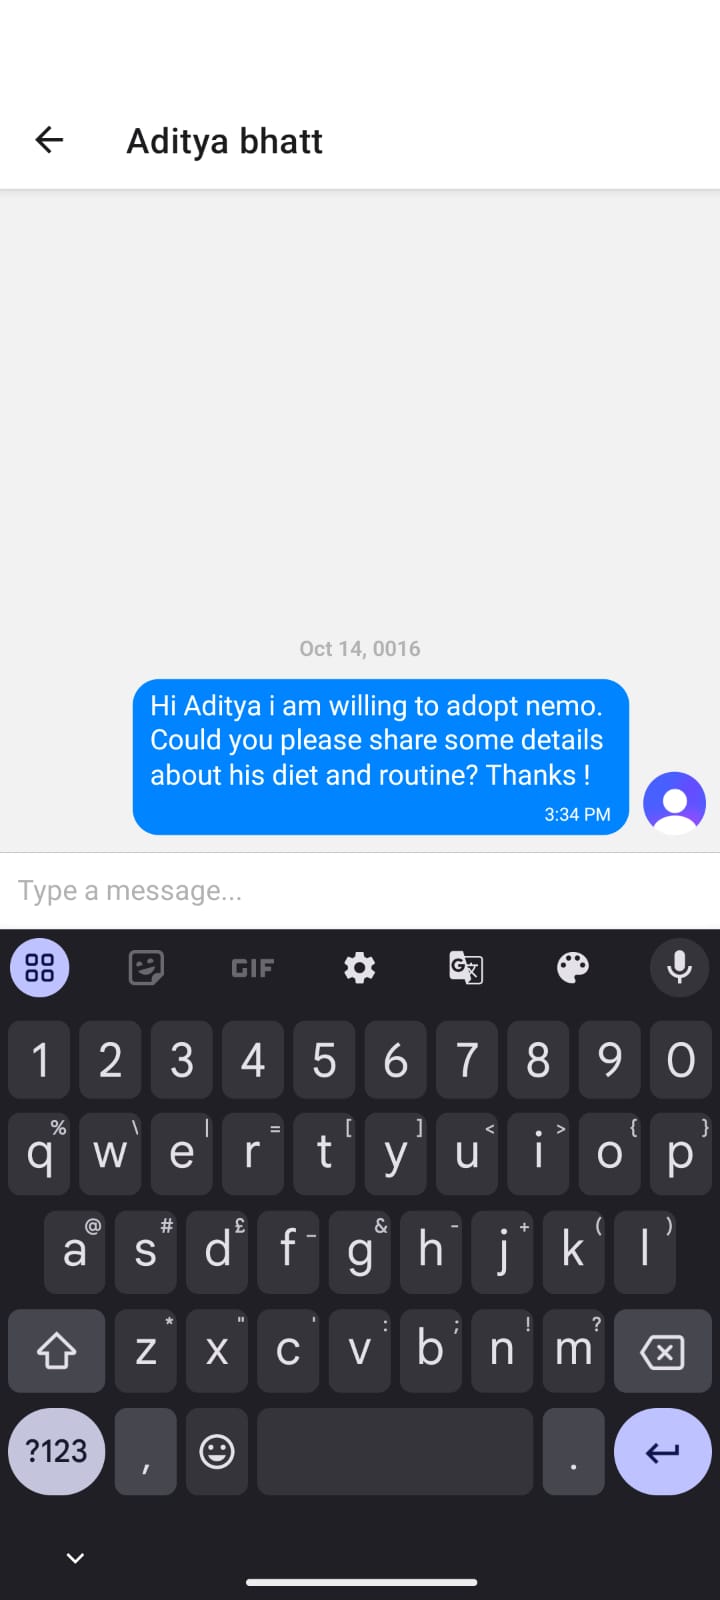 Aditya bhatt
Oct 14, 0016
Hi Aditya i am willing to adopt nemo.
Could you please share some details
about his diet and routine? Thanks !
3:34 PM
Type a message...
GIF
G
1 2 3 4 5 6 7 8 9 0
% \ | = [ ] < > { }
q w e r t y u i o p
@ # £ _ & - + ( )
a s d f g h j k l
* " ' : ; ! ?
z x c v b n m
?123 , .